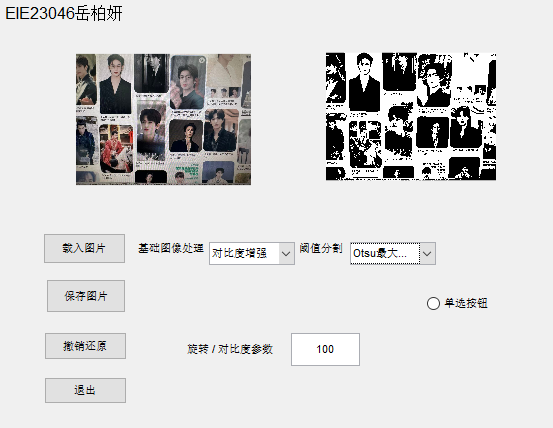 EIE23046岳柏妍
载入图片 基础图像处理 对比度增强 阈值分割 Otsu最大...
保存图片 单选按钮
撤销还原 旋转 / 对比度参数 100
退出